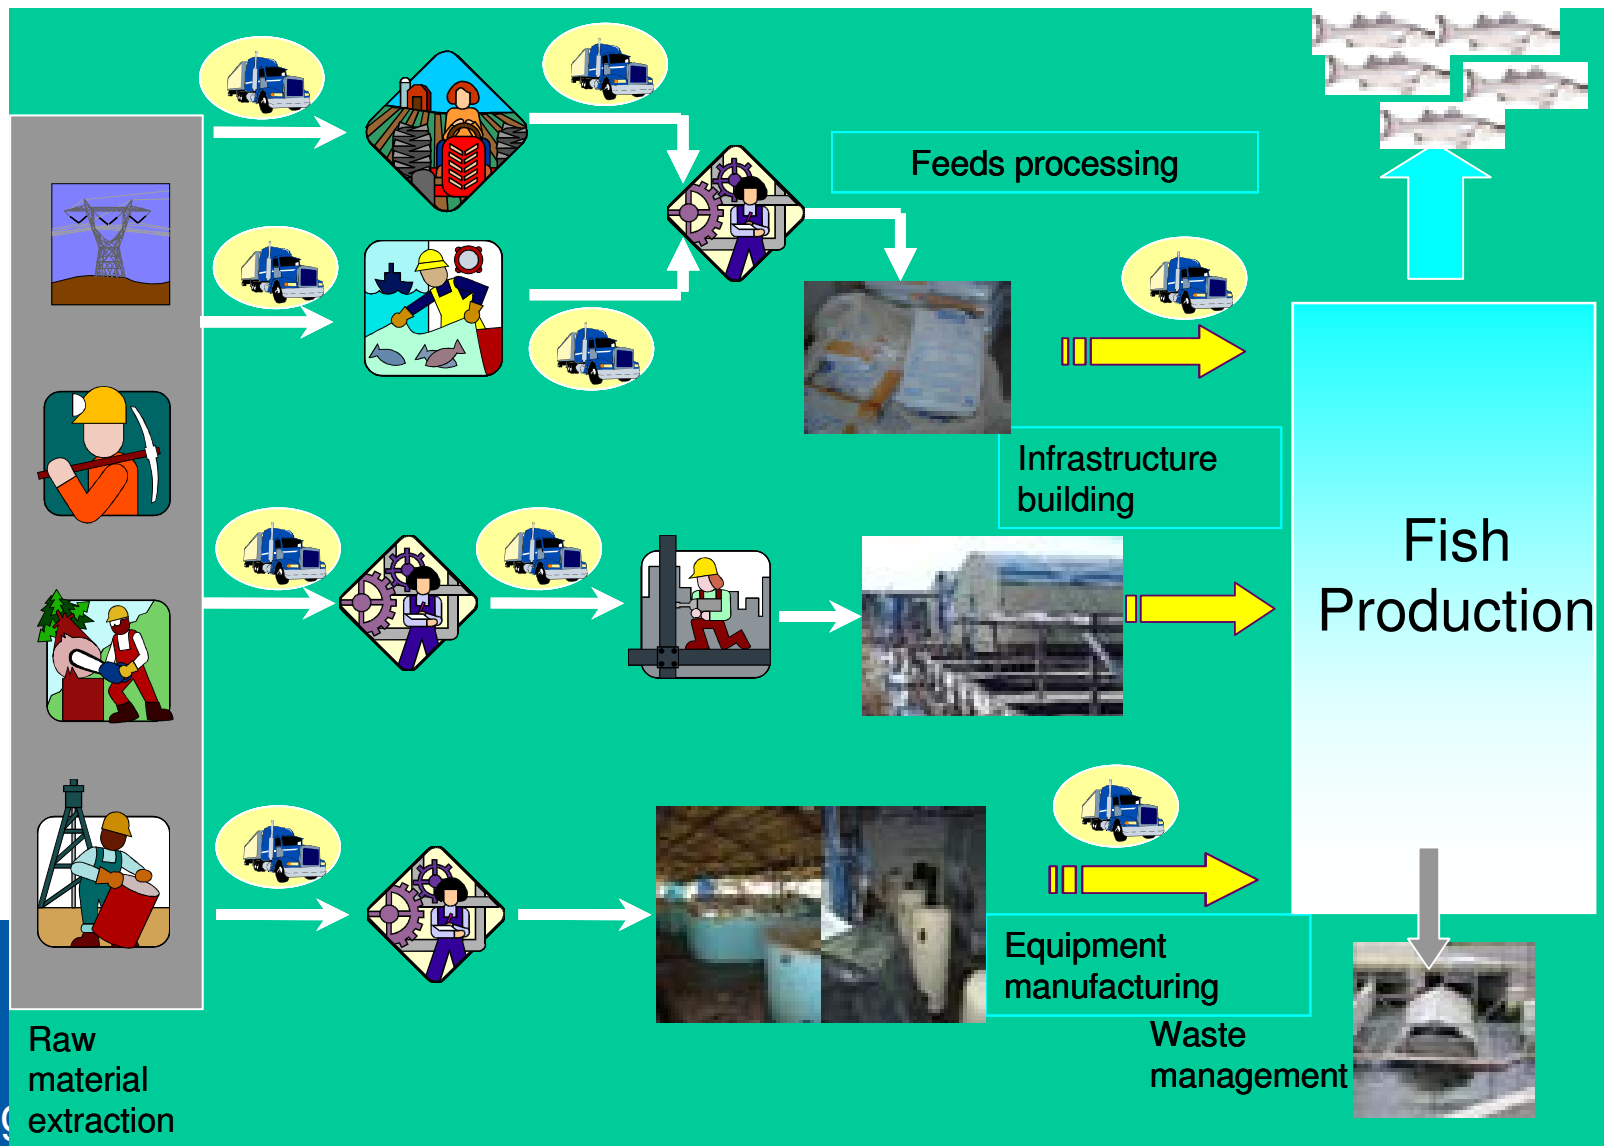 Feeds processing
Infrastructure
building
Fish
Production
Equipment
manufacturing
Waste
management
Raw
material
extraction